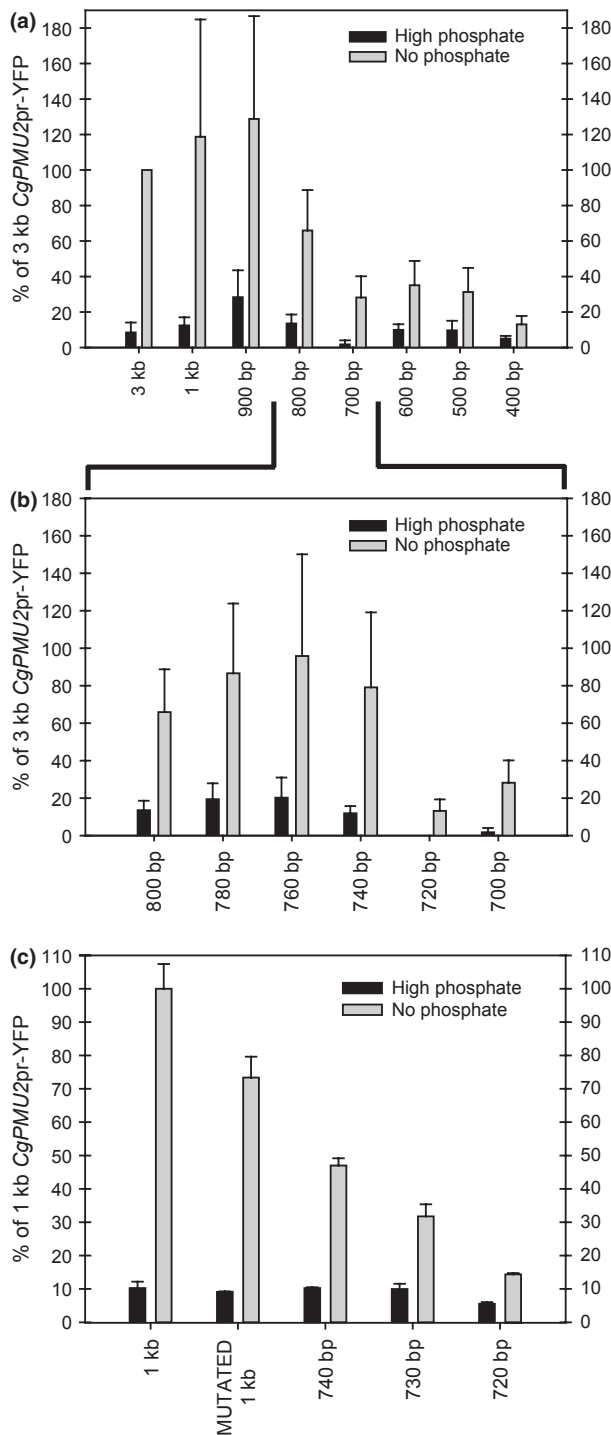 (a)
High phosphate
No phosphate
% of 3 kb CgPMU2pr-YFP
180
160
140
120
100
80
60
40
20
0
180
160
140
120
100
80
60
40
20
0
3 kb
1 kb
900 bp
800 bp
700 bp
600 bp
500 bp
400 bp
(b)
High phosphate
No phosphate
% of 3 kb CgPMU2pr-YFP
180
160
140
120
100
80
60
40
20
0
180
160
140
120
100
80
60
40
20
0
800 bp
780 bp
760 bp
740 bp
720 bp
700 bp
(c)
High phosphate
No phosphate
% of 1 kb CgPMU2pr-YFP
110
100
90
80
70
60
50
40
30
20
10
0
110
100
90
80
70
60
50
40
30
20
10
0
1 kb
MUTATED
1 kb
740 bp
730 bp
720 bp